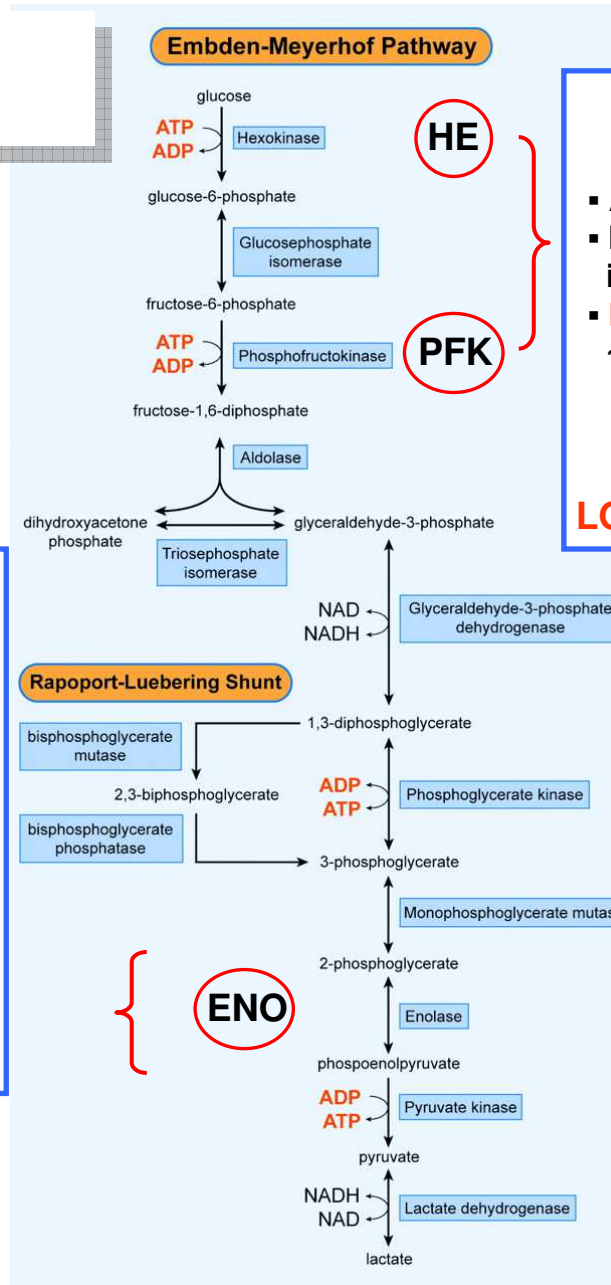 Embden-Meyerhof Pathway
glucose
ATP
ADP
Hexokinase
HE
glucose-6-phosphate
Glucosephosphate
isomerase
fructose-6-phosphate
ATP
ADP
Phosphofructokinase
PFK
fructose-1,6-diphosphate
Aldolase
dihydroxyacetone
phosphate
glyceraldehyde-3-phosphate
Triosephosphate
isomerase
NAD
NADH
Glyceraldehyde-3-phosphate
dehydrogenase
Rapoport-Luebering Shunt
1,3-diphosphoglycerate
bisphosphoglycerate
mutase
2,3-biphosphoglycerate
ADP
ATP
Phosphoglycerate kinase
bisphosphoglycerate
phosphatase
3-phosphoglycerate
Monophosphoglycerate mutas
2-phosphoglycerate
ENO
Enolase
phospoenolpyruvate
ADP
ATP
Pyruvate kinase
pyruvate
NADH
NAD
Lactate dehydrogenase
lactate